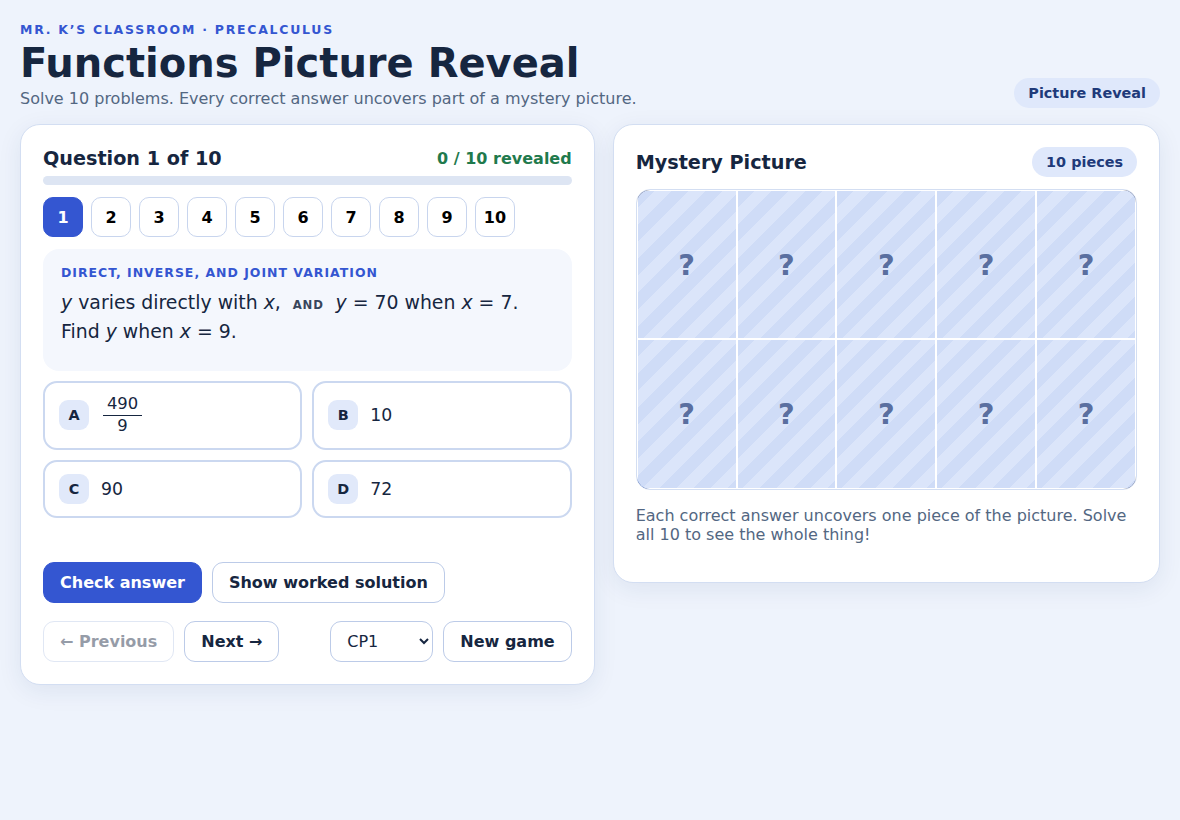 MR. K’S CLASSROOM · PRECALCULUS
Functions Picture Reveal
Solve 10 problems. Every correct answer uncovers part of a mystery picture.
Picture Reveal
Question 1 of 10
0 / 10 revealed
1 2 3 4 5 6 7 8 9 10
DIRECT, INVERSE, AND JOINT VARIATION
y varies directly with x, AND y = 70 when x = 7.
Find y when x = 9.
A 490/9
B 10
C 90
D 72
Check answer
Show worked solution
← Previous
Next →
CP1
New game
Mystery Picture
10 pieces
? ? ? ? ?
? ? ? ? ?
Each correct answer uncovers one piece of the picture. Solve
all 10 to see the whole thing!